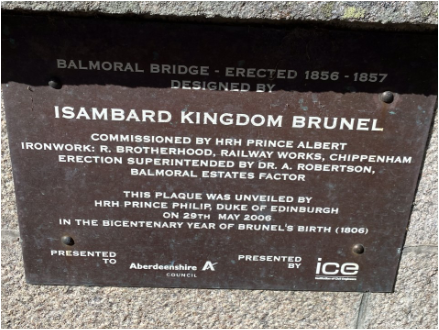 BALMORAL BRIDGE - ERECTED 1856 - 1857
DESIGNED BY
ISAMBARD KINGDOM BRUNEL
COMMISSIONED BY HRH PRINCE ALBERT
IRONWORK: R. BROTHERHOOD, RAILWAY WORKS, CHIPPENHAM
ERECTION SUPERINTENDED BY DR. A. ROBERTSON,
BALMORAL ESTATES FACTOR
THIS PLAQUE WAS UNVEILED BY
HRH PRINCE PHILIP, DUKE OF EDINBURGH
ON 29TH MAY 2006
IN THE BICENTENARY YEAR OF BRUNEL'S BIRTH (1806)
PRESENTED
TO
Aberdeenshire
COUNCIL
PRESENTED
BY
ice